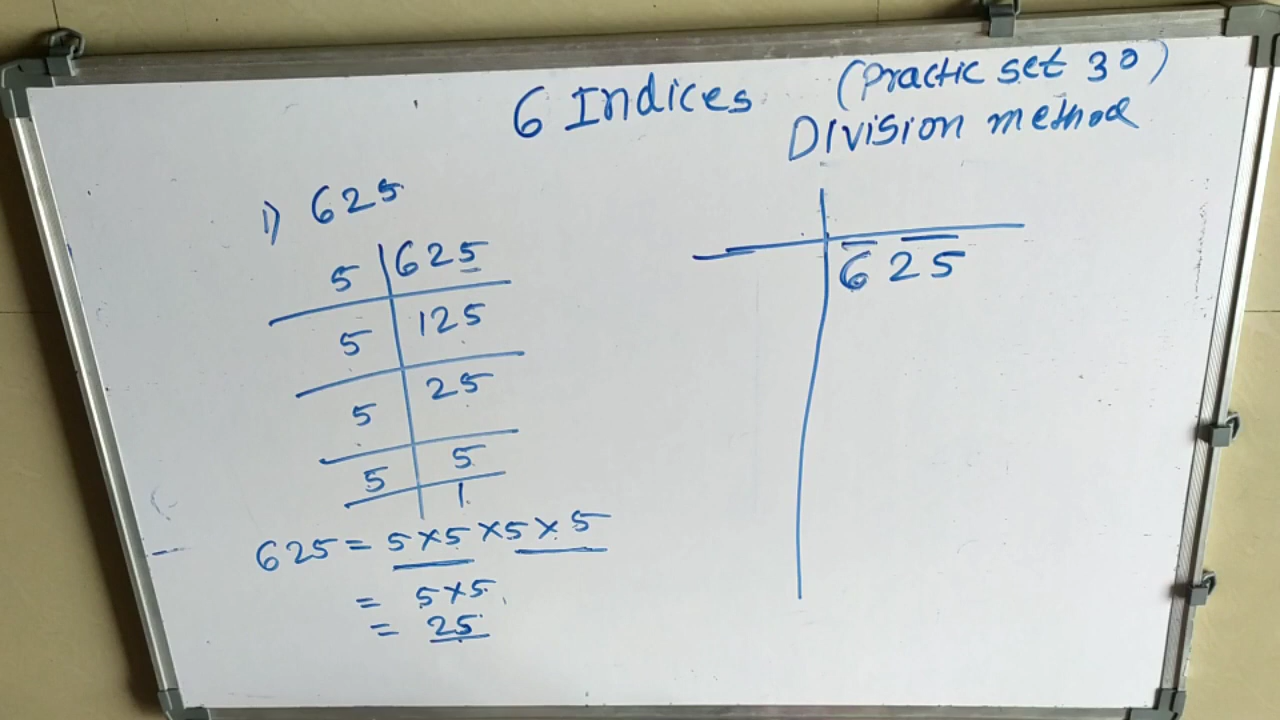 6 Indices (Practic set 30)
Division method
1) 625
5 | 625
5 | 125
5 | 25
5 | 5
1
625 = 5×5×5×5
= 5×5
= 25
625